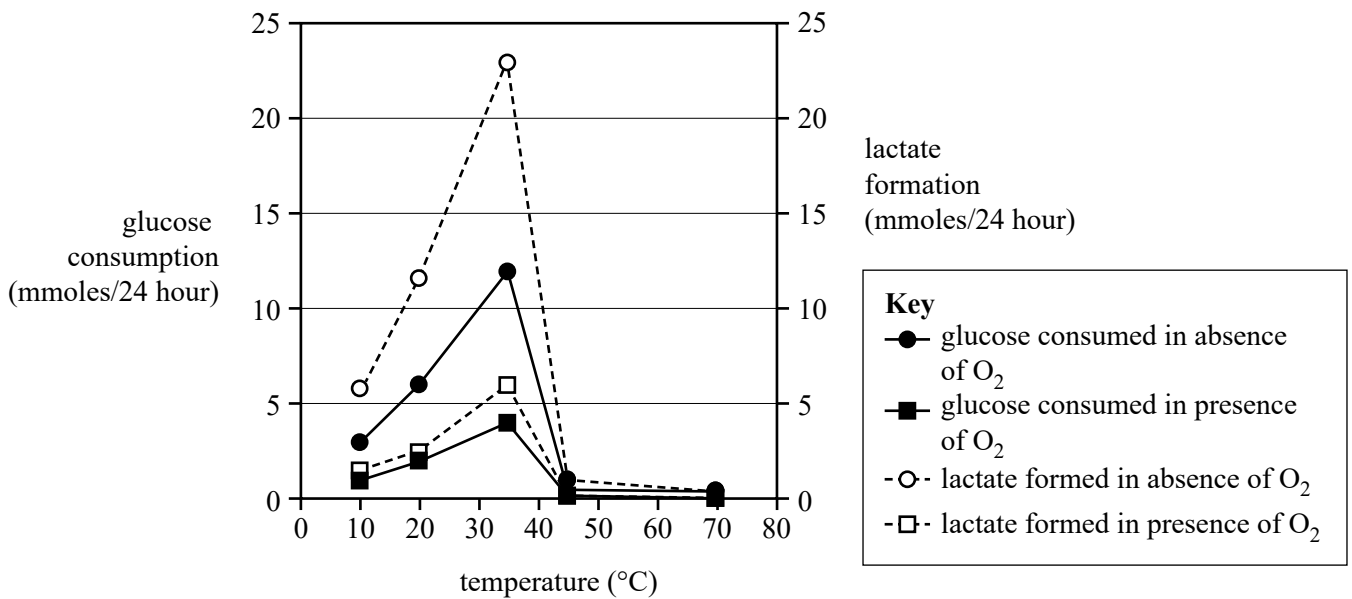 25
20
15
10
5
0
25
20
15
10
5
0
glucose
consumption
(mmoles/24 hour)
lactate
formation
(mmoles/24 hour)
0 10 20 30 40 50 60 70 80
temperature (°C)
Key
glucose consumed in absence
of O₂
glucose consumed in presence
of O₂
lactate formed in absence of O₂
lactate formed in presence of O₂